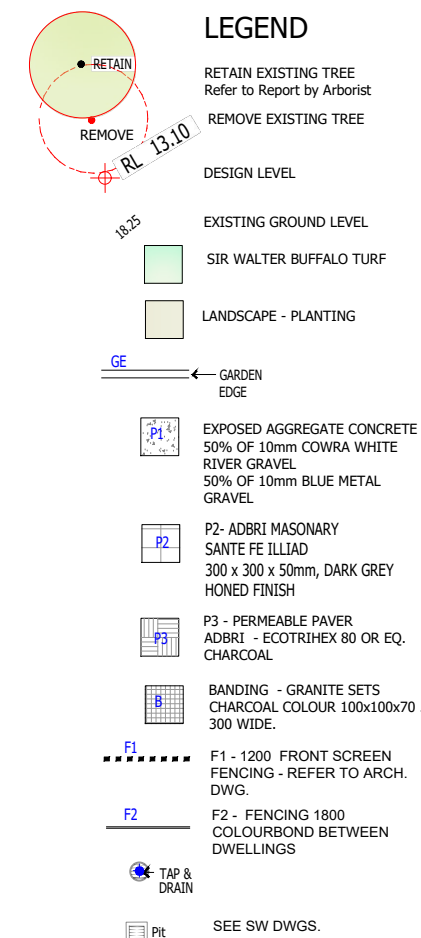 LEGEND
RETAIN
RETAIN EXISTING TREE
Refer to Report by Arborist
REMOVE EXISTING TREE
REMOVE
RL 13.10
DESIGN LEVEL
18.25
EXISTING GROUND LEVEL
SIR WALTER BUFFALO TURF
LANDSCAPE - PLANTING
GE
GARDEN
EDGE
P1
EXPOSED AGGREGATE CONCRETE
50% OF 10mm COWRA WHITE
RIVER GRAVEL
50% OF 10mm BLUE METAL
GRAVEL
P2
P2- ADBRI MASONARY
SANTE FE ILLIAD
300 x 300 x 50mm, DARK GREY
HONED FINISH
P3
P3 - PERMEABLE PAVER
ADBRI - ECOTRIHEX 80 OR EQ.
CHARCOAL
B
BANDING - GRANITE SETS
CHARCOAL COLOUR 100x100x70
300 WIDE.
F1
F1 - 1200 FRONT SCREEN
FENCING - REFER TO ARCH.
DWG.
F2
F2 - FENCING 1800
COLOURBOND BETWEEN
DWELLINGS
TAP &
DRAIN
Pit
SEE SW DWGS.